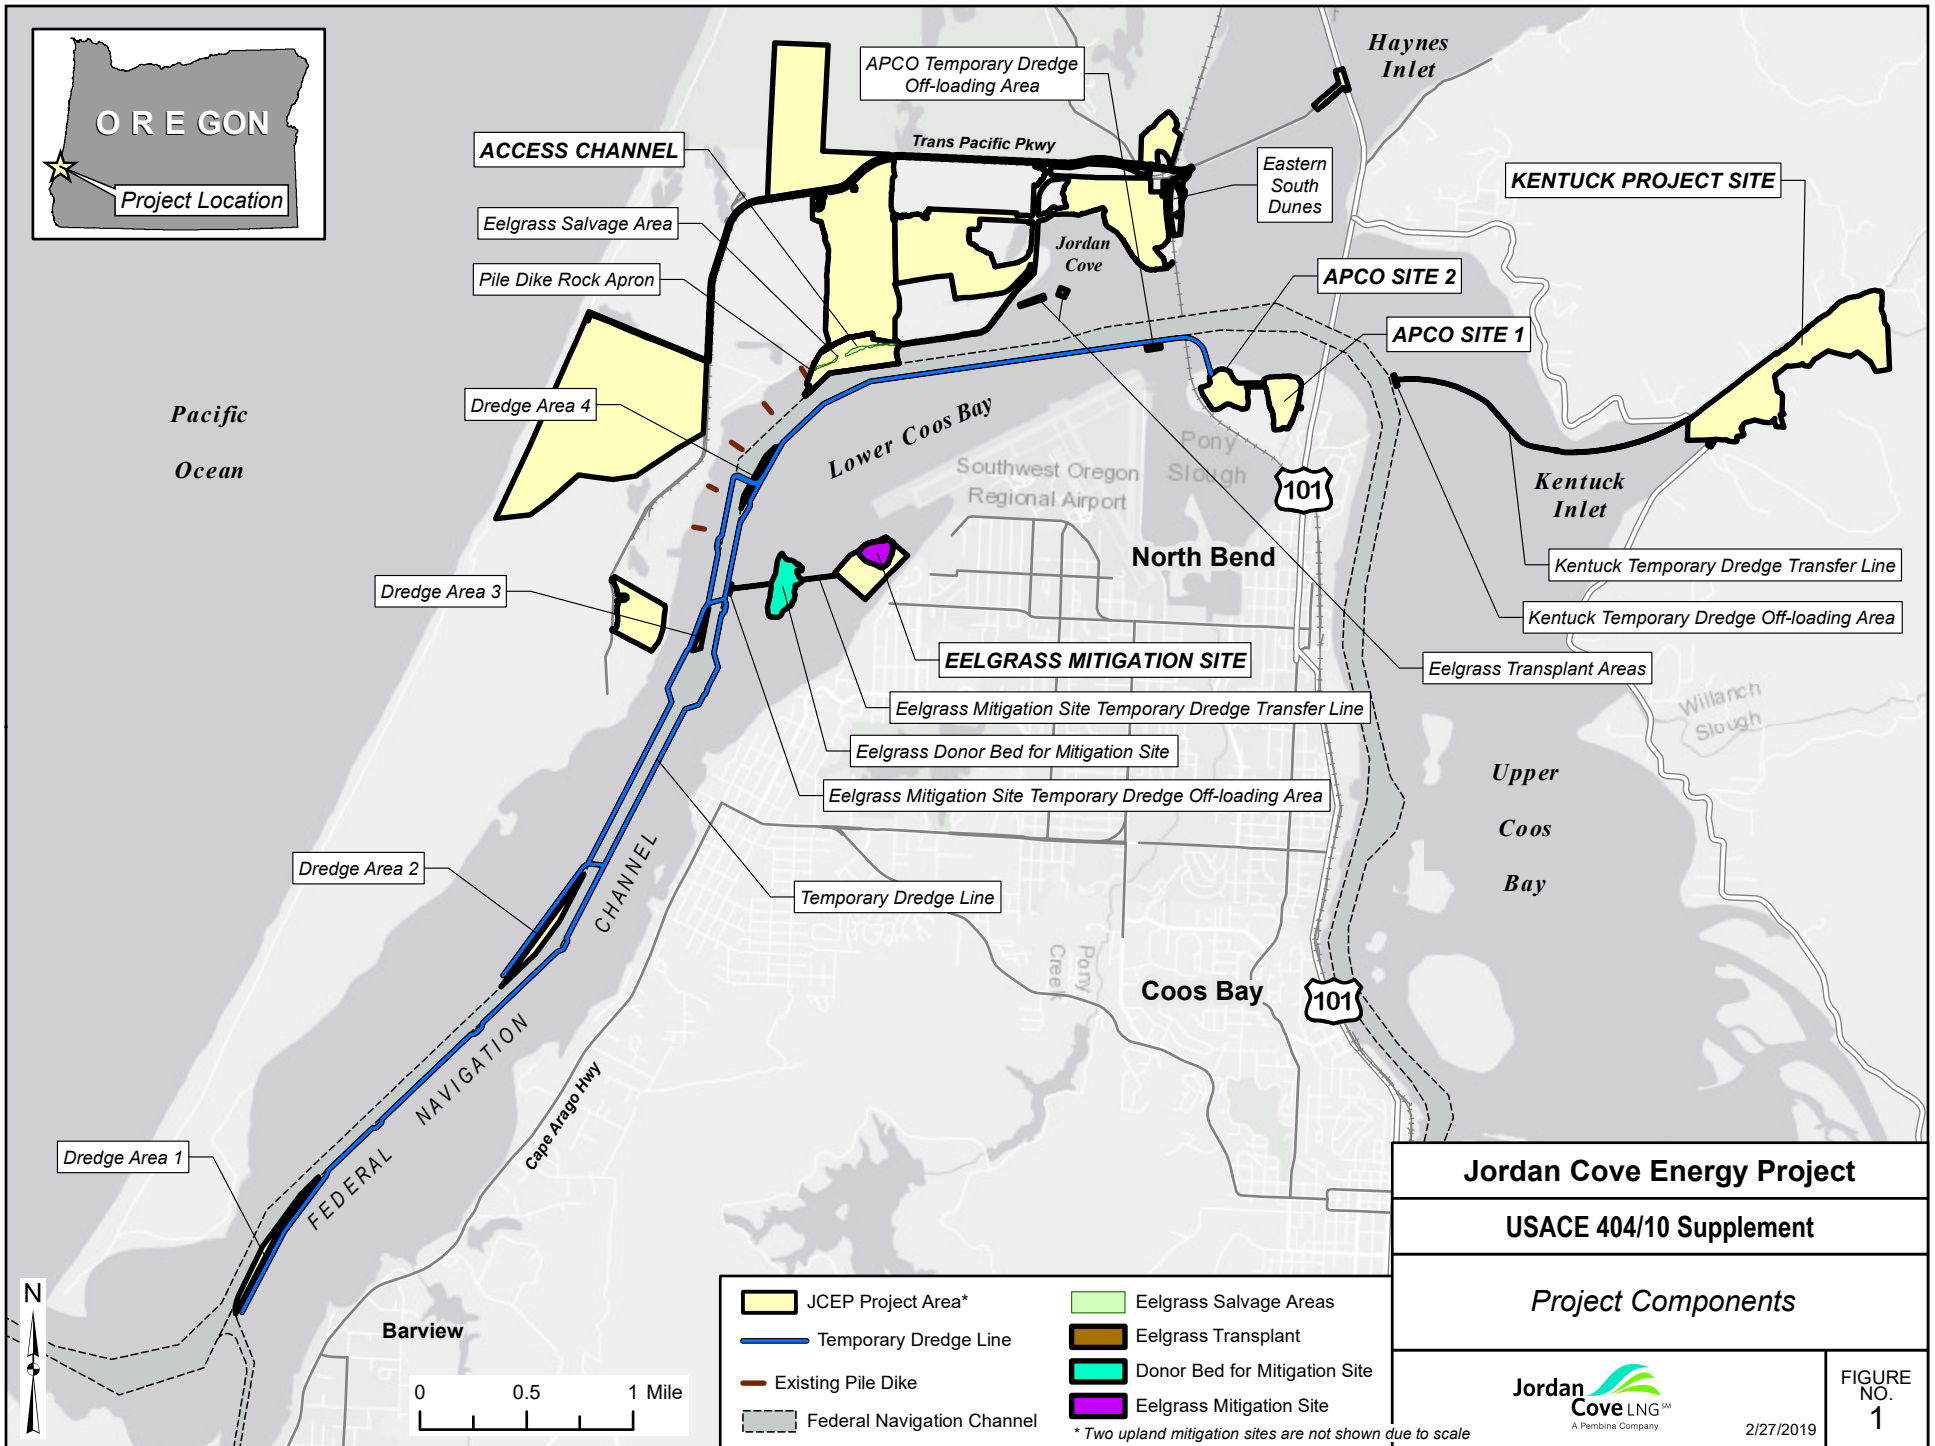 OREGON
Project Location
Haynes
Inlet
APCO Temporary Dredge
Off-loading Area
ACCESS CHANNEL
Trans Pacific Pkwy
Eastern
South
Dunes
KENTUCK PROJECT SITE
Eelgrass Salvage Area
Jordan
Cove
Pile Dike Rock Apron
APCO SITE 2
APCO SITE 1
Pacific
Ocean
Dredge Area 4
Lower Coos Bay
Pony
Slough
Southwest Oregon
Regional Airport
101
Kentuck
Inlet
North Bend
Kentuck Temporary Dredge Transfer Line
Dredge Area 3
Kentuck Temporary Dredge Off-loading Area
EELGRASS MITIGATION SITE
Eelgrass Transplant Areas
Eelgrass Mitigation Site Temporary Dredge Transfer Line
Willanch
Slough
Eelgrass Donor Bed for Mitigation Site
Eelgrass Mitigation Site Temporary Dredge Off-loading Area
Upper
Coos
Bay
Dredge Area 2
Temporary Dredge Line
Pony
Creek
Coos Bay
101
FEDERAL NAVIGATION CHANNEL
Cape Arago Hwy
Dredge Area 1
Barview
N
0 0.5 1 Mile
JCEP Project Area*
Temporary Dredge Line
Existing Pile Dike
Federal Navigation Channel
Eelgrass Salvage Areas
Eelgrass Transplant
Donor Bed for Mitigation Site
Eelgrass Mitigation Site
* Two upland mitigation sites are not shown due to scale
Jordan Cove Energy Project
USACE 404/10 Supplement
Project Components
Jordan
Cove LNG SM
A Pembina Company
2/27/2019
FIGURE
NO.
1